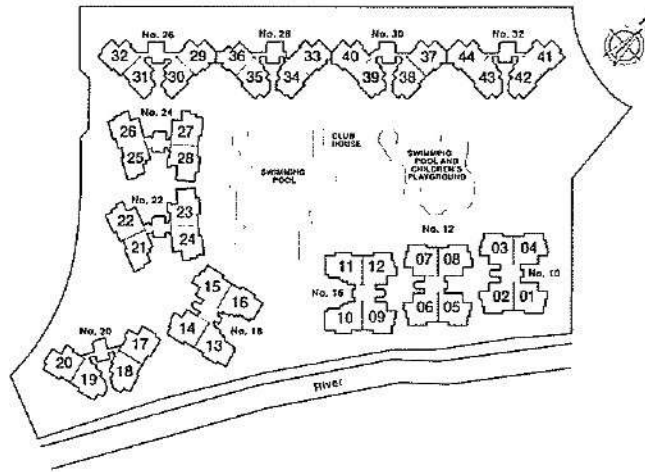 No. 26
No. 28
No. 30
No. 32
32
31
30
29
36
35
34
33
40
39
38
37
44
43
42
41
No. 24
26
25
27
28
CLUB
HOUSE
SWIMMING
POOL
SWIMMING
POOL AND
CHILDREN'S
PLAYGROUND
No. 22
22
21
23
24
No. 12
11
12
10
09
07
08
06
05
03
04
02
01
No. 16
No. 10
15
16
14
13
No. 18
No. 20
20
19
18
17
River